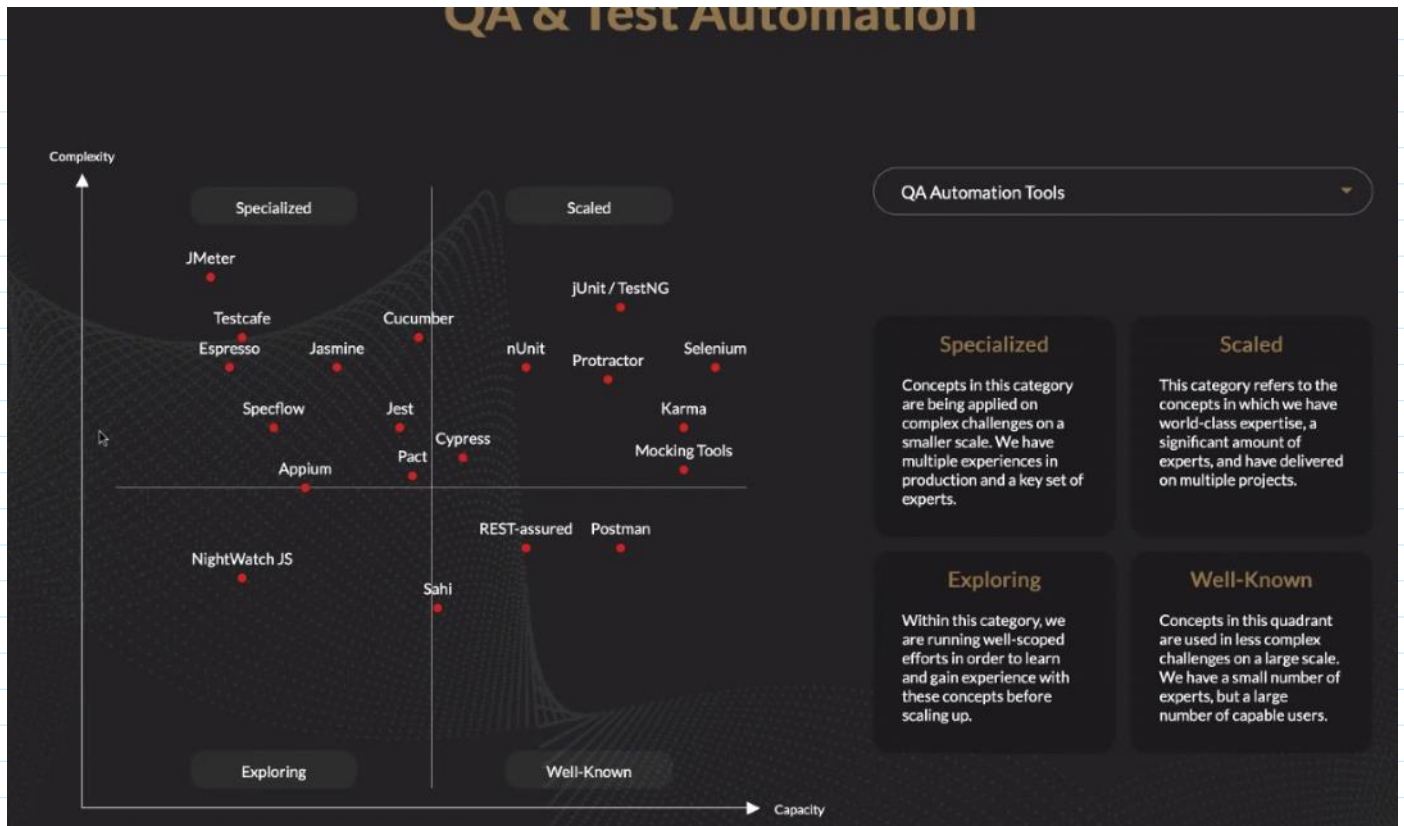 QA & Test Automation
Complexity
Specialized
Scaled
JMeter
jUnit / TestNG
Testcafe
Cucumber
Espresso
Jasmine
nUnit
Protractor
Selenium
Specflow
Jest
Karma
Cypress
Pact
Mocking Tools
Appium
REST-assured
Postman
NightWatch JS
Sahi
Exploring
Well-Known
Capacity
QA Automation Tools
Specialized
Concepts in this category
are being applied on
complex challenges on a
smaller scale. We have
multiple experiences in
production and a key set of
experts.
Scaled
This category refers to the
concepts in which we have
world-class expertise, a
significant amount of
experts, and have delivered
on multiple projects.
Exploring
Within this category, we
are running well-scoped
efforts in order to learn
and gain experience with
these concepts before
scaling up.
Well-Known
Concepts in this quadrant
are used in less complex
challenges on a large scale.
We have a small number of
experts, but a large
number of capable users.